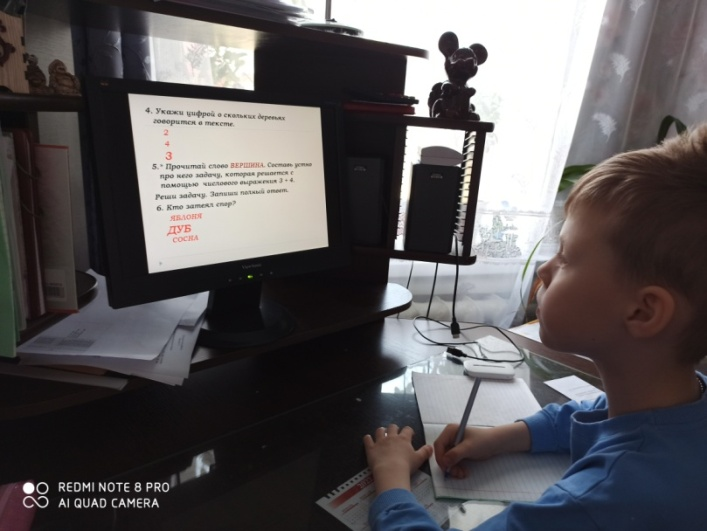 4. Укажи цифрой о скольких деревьях
говорится в тексте.
2
4
3
5.* Прочитай слово ВЕРШИНА. Составь устно
про него задачу, которая решается с
помощью числового выражения 3 + 4.
Реши задачу. Запиши полный ответ.
6. Кто затеял спор?
ЯБЛОНЯ
ДУБ
СОСНА
REDMI NOTE 8 PRO
AI QUAD CAMERA